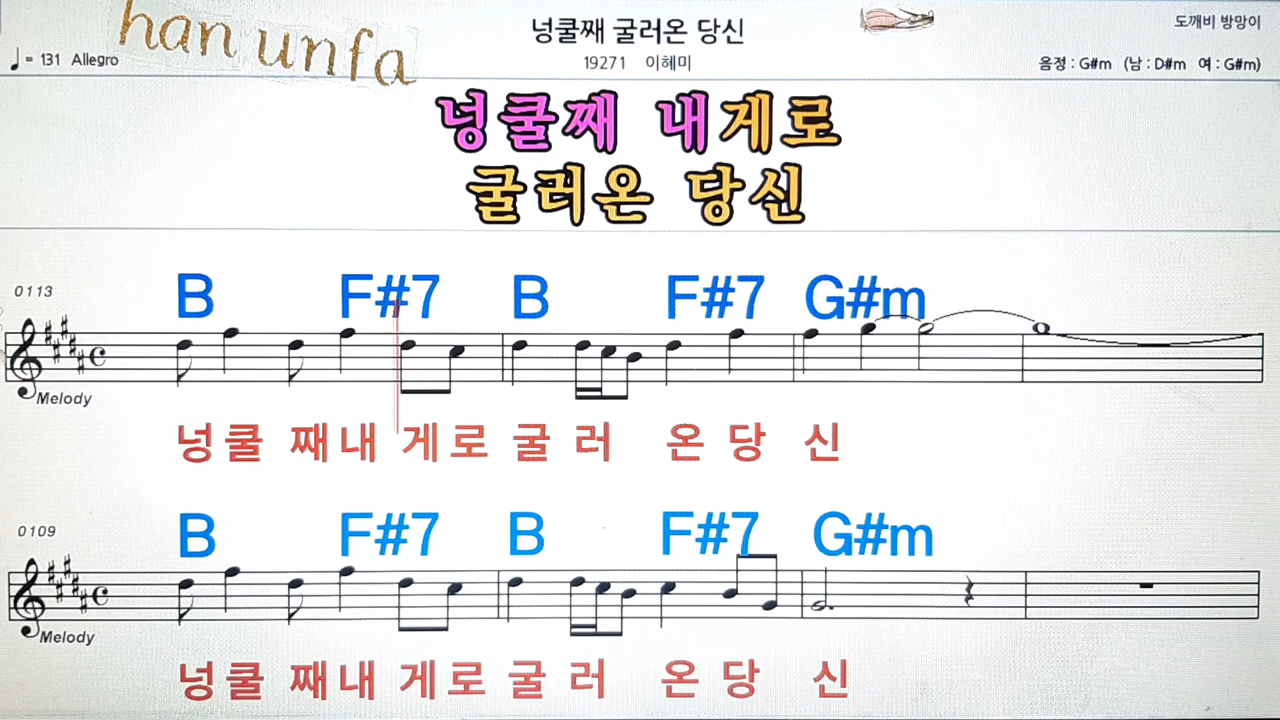 han unfa
넝쿨째 굴러온 당신
도깨비 방망이
♩= 131 Allegro
19271 이혜미
음정 : G#m (남 : D#m 여 : G#m)
넝쿨째 내게로
굴러온 당신
0113
B F#7 B F#7 G#m
Melody
넝쿨 째내 게로 굴 러 온 당 신
0109
B F#7 B F#7 G#m
Melody
넝쿨 째내 게로 굴 러 온 당 신